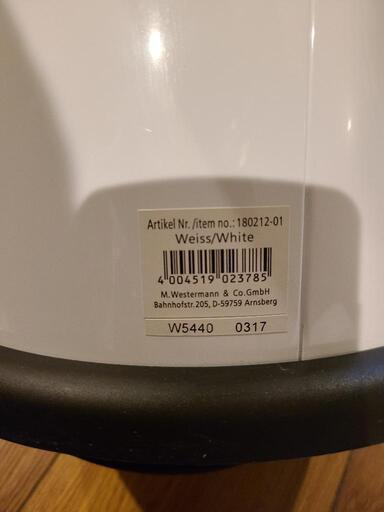 Artikel Nr./item no.: 180212-01
Weiss/White
4 004519 023785
M.Westermann & Co.GmbH
Bahnhofstr.205, D-59759 Arnsberg
W5440 0317